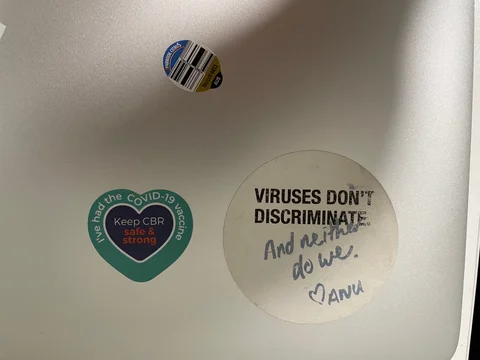 I've had the COVID-19 vaccine
Keep CBR
safe &
strong
VIRUSES DON'T
DISCRIMINATE
And neither
do we.
♡ANU